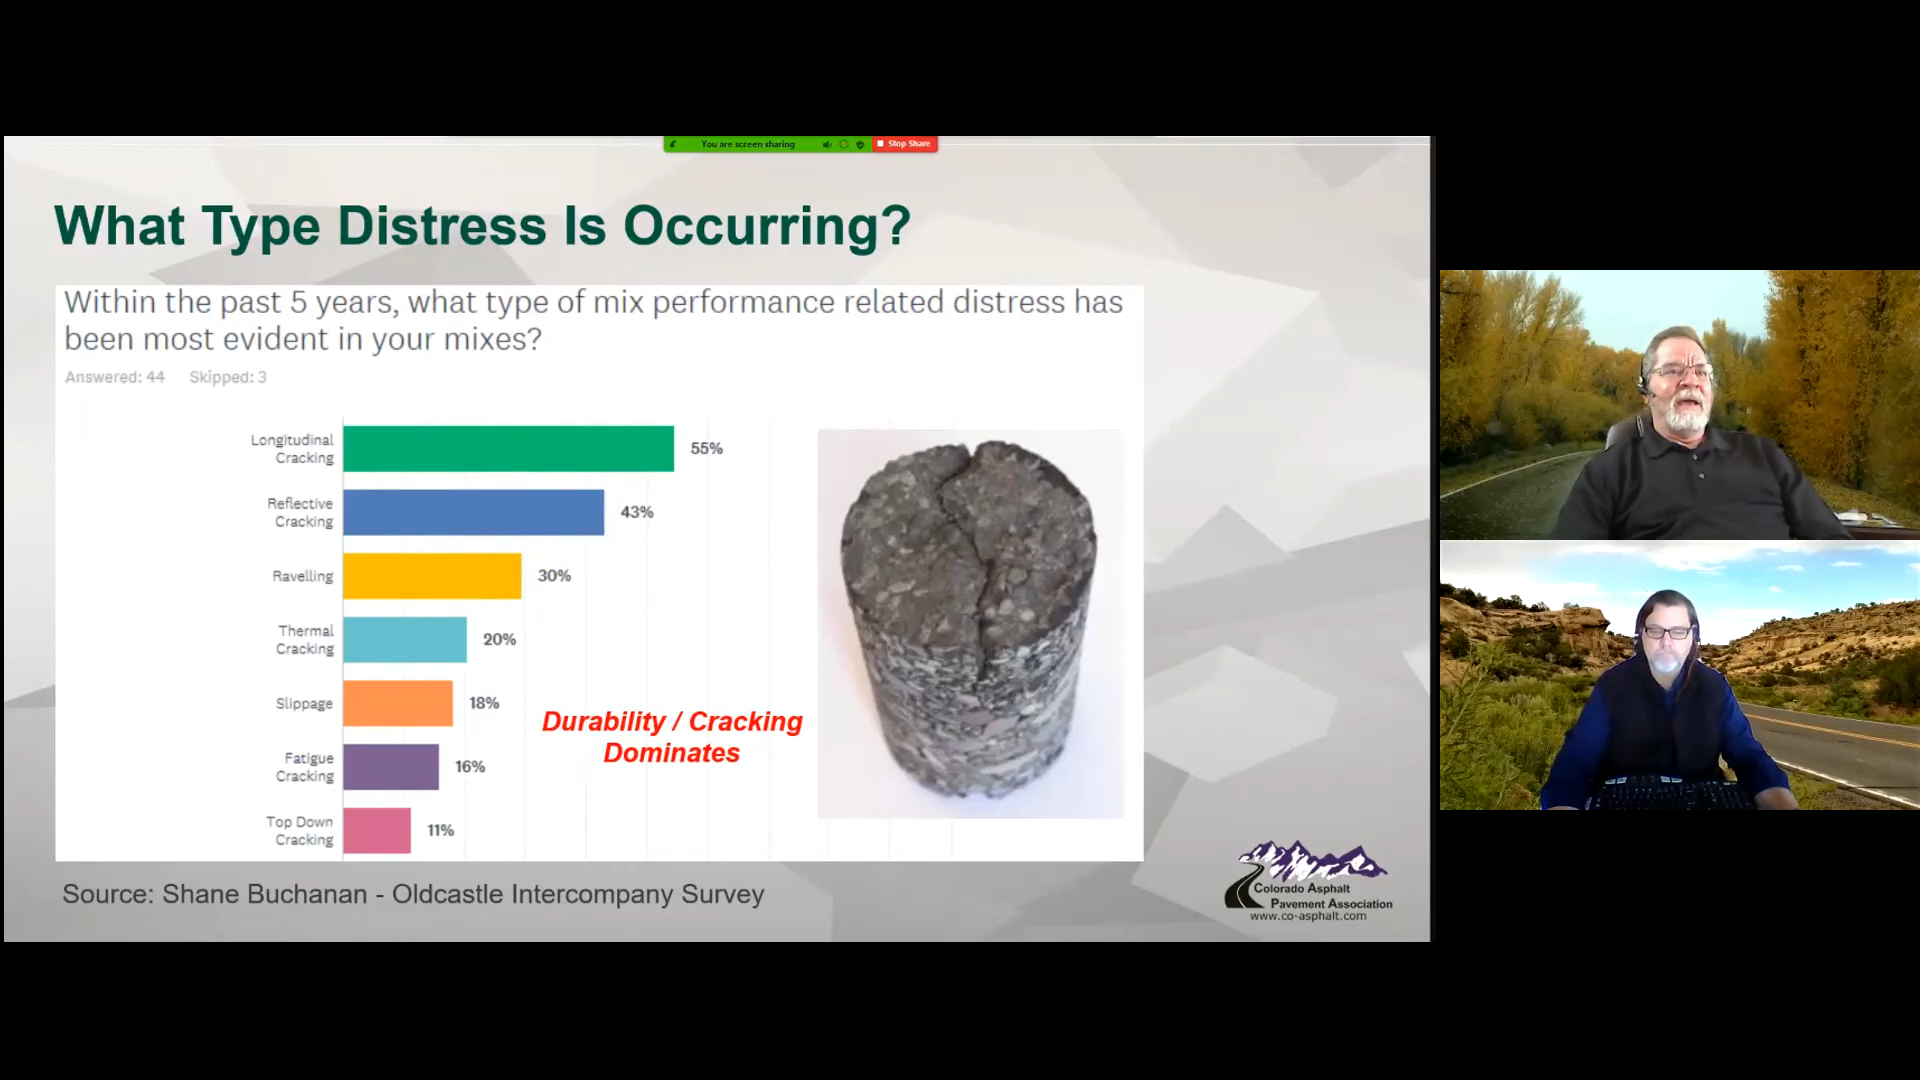 You are screen sharing
Stop Share
What Type Distress Is Occurring?
Within the past 5 years, what type of mix performance related distress has
been most evident in your mixes?
Answered: 44 Skipped: 3
Longitudinal
Cracking
55%
Reflective
Cracking
43%
Ravelling
30%
Thermal
Cracking
20%
Slippage
18%
Fatigue
Cracking
16%
Top Down
Cracking
11%
Durability / Cracking
Dominates
Source: Shane Buchanan - Oldcastle Intercompany Survey
Colorado Asphalt
Pavement Association
www.co-asphalt.com